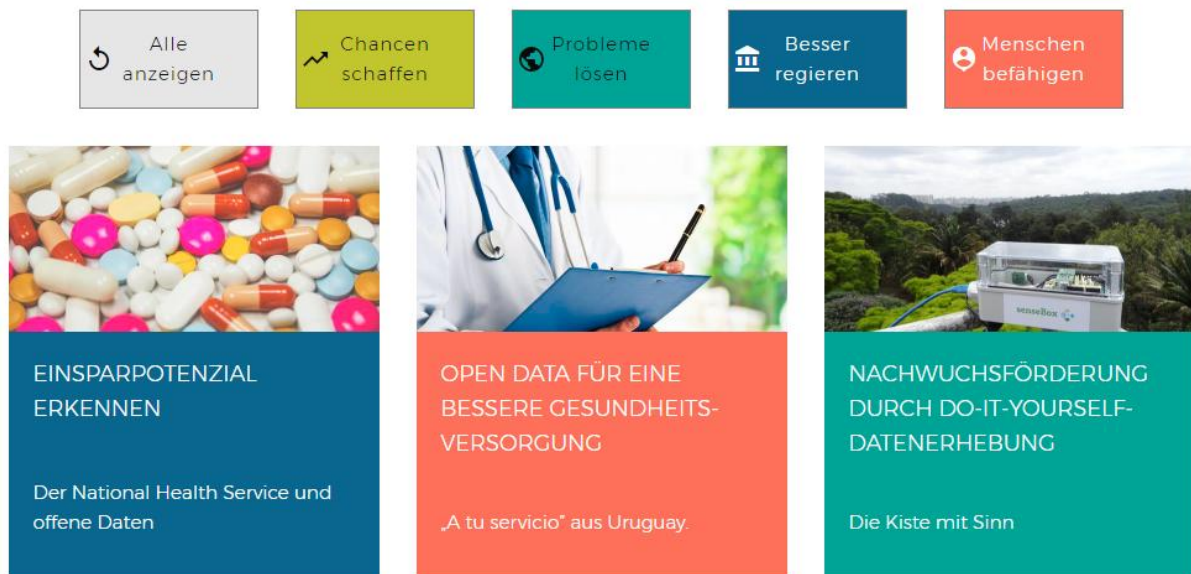 Alle
anzeigen
Chancen
schaffen
Probleme
lösen
Besser
regieren
Menschen
befähigen
senseBox
EINSPARPOTENZIAL
ERKENNEN
Der National Health Service und
offene Daten
OPEN DATA FÜR EINE
BESSERE GESUNDHEITS-
VERSORGUNG
„A tu servicio“ aus Uruguay.
NACHWUCHSFÖRDERUNG
DURCH DO-IT-YOURSELF-
DATENERHEBUNG
Die Kiste mit Sinn